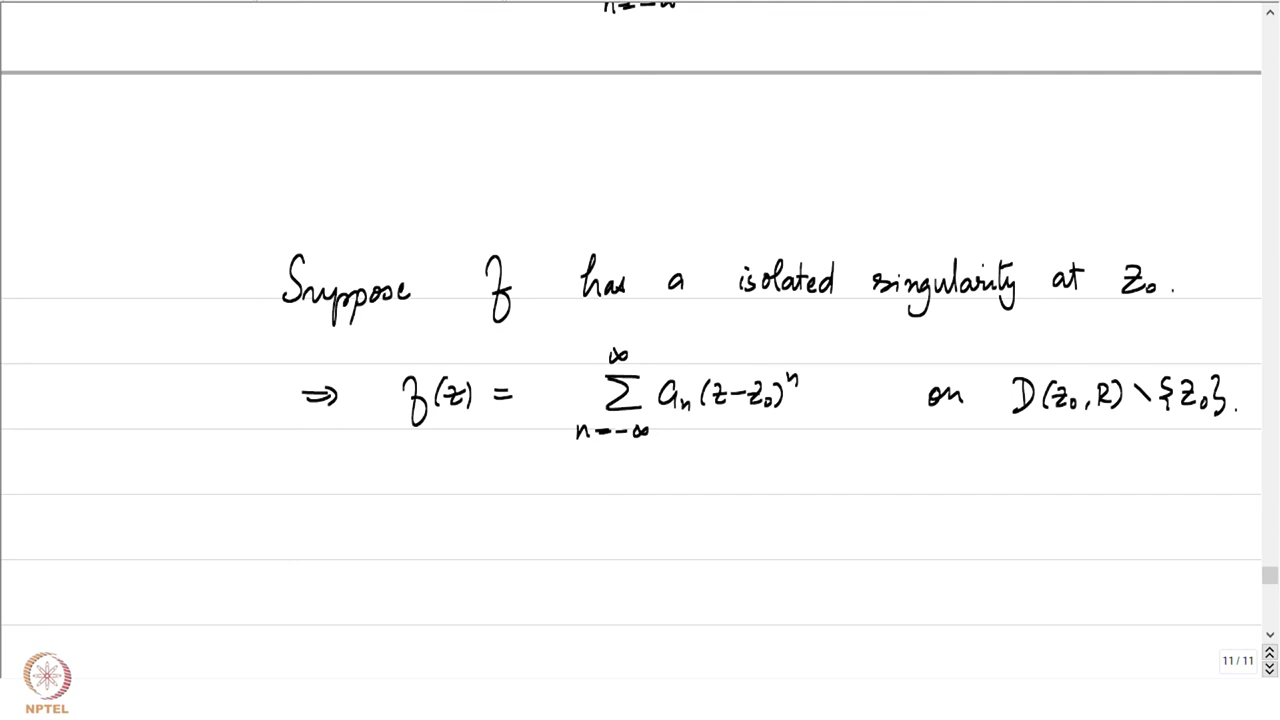 n=-∞
Suppose f has a isolated singularity at z₀.
⇒ f(z) = ∑_{n=-∞}^{∞} aₙ(z-z₀)ⁿ on D(z₀,R)∖{z₀}.
11/11
NPTEL